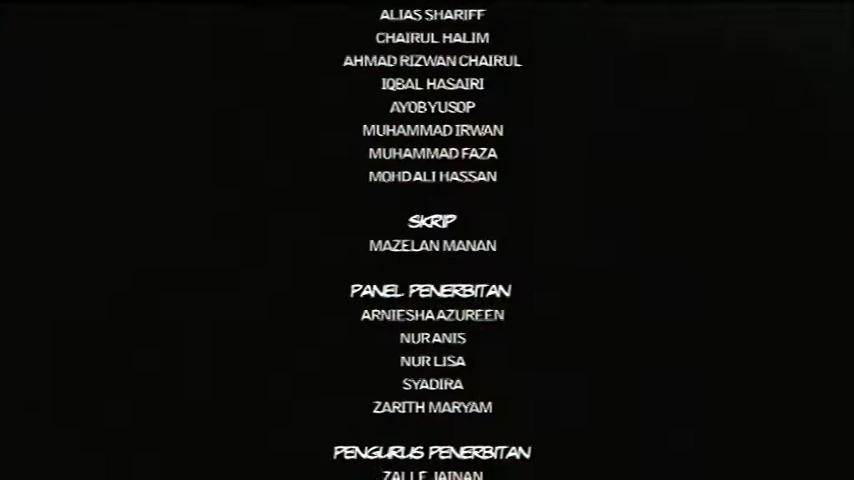 ALIAS SHARIFF
CHAIRUL HALIM
AHMAD RIZWAN CHAIRUL
IQBAL HASAIRI
AYOB YUSOP
MUHAMMAD IRWAN
MUHAMMAD FAZA
MOHD ALI HASSAN
SKRIP
MAZELAN MANAN
PANEL PENERBITAN
ARNIESHA AZUREEN
NUR ANIS
NUR LISA
SYADIRA
ZARITH MARYAM
PENGURUS PENERBITAN
JAINAN